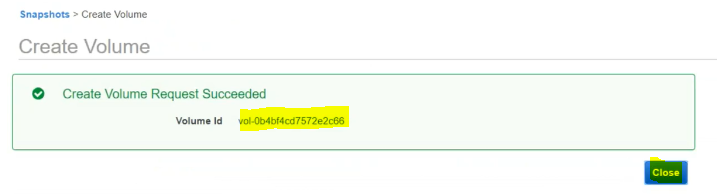 Snapshots > Create Volume
Create Volume
Create Volume Request Succeeded
Volume Id vol-0b4bf4cd7572e2c66
Close